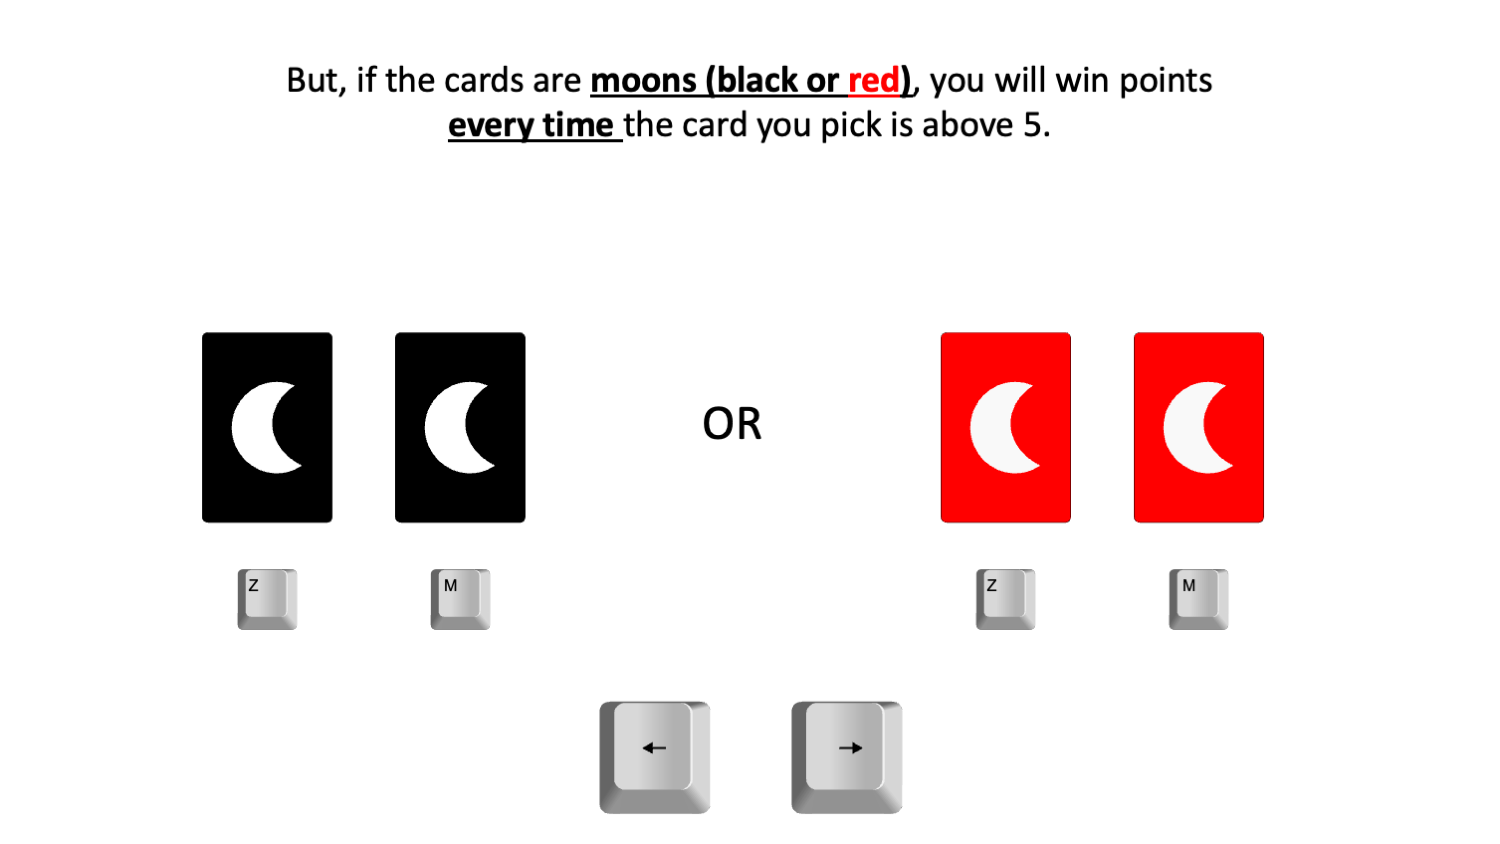 But, if the cards are moons (black or red), you will win points
every time the card you pick is above 5.
OR
Z M Z M
← →